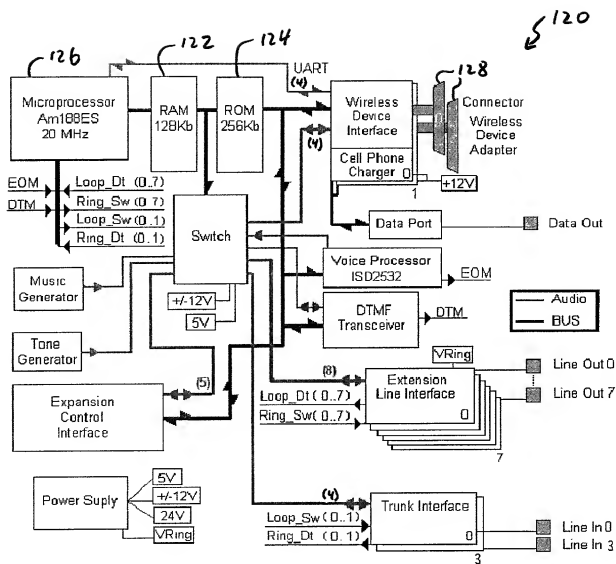 120
126
122
124
128
UART
(4)
Microprocessor
Am188ES
20 MHz
RAM
128Kb
ROM
256Kb
Wireless
Device
Interface
Connector
Wireless
Device
Adapter
(4)
Cell Phone
Charger
0
+12V
1
EOM
Loop_Dt (0..7)
DTM
Ring_Sw (0..7)
Loop_Sw (0..1)
Ring_Dt (0..1)
Switch
Data Port
Data Out
Voice Processor
ISD2532
EOM
Music
Generator
+/-12V
5V
DTMF
Transceiver
DTM
Audio
BUS
Tone
Generator
VRing
(5)
(8)
Extension
Line Interface
0
Line Out 0
Line Out 7
Loop_Dt(0..7)
Ring_Sw(0..7)
7
Expansion
Control
Interface
Power Suply
5V
+/-12V
24V
VRing
(4)
Trunk Interface
0
Loop_Sw (0..1)
Ring_Dt (0..1)
3
Line In 0
Line In 3